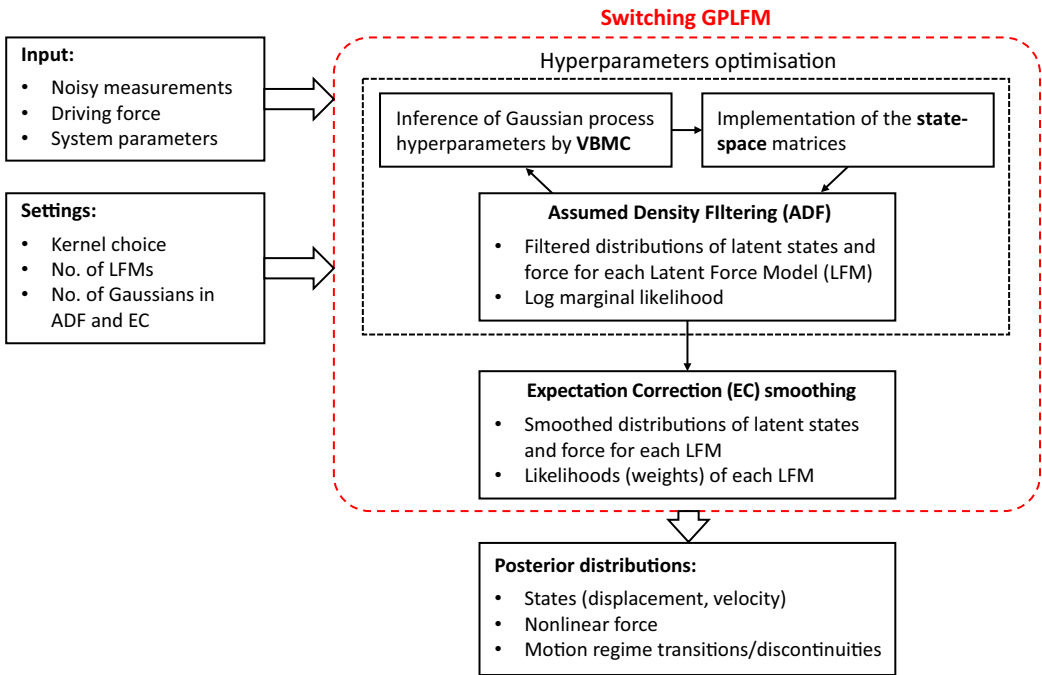 Switching GPLFM
Input:
• Noisy measurements
• Driving force
• System parameters
Settings:
• Kernel choice
• No. of LFMs
• No. of Gaussians in
ADF and EC
Hyperparameters optimisation
Inference of Gaussian process
hyperparameters by VBMC
Implementation of the state-
space matrices
Assumed Density FIltering (ADF)
• Filtered distributions of latent states and
force for each Latent Force Model (LFM)
• Log marginal likelihood
Expectation Correction (EC) smoothing
• Smoothed distributions of latent states
and force for each LFM
• Likelihoods (weights) of each LFM
Posterior distributions:
• States (displacement, velocity)
• Nonlinear force
• Motion regime transitions/discontinuities